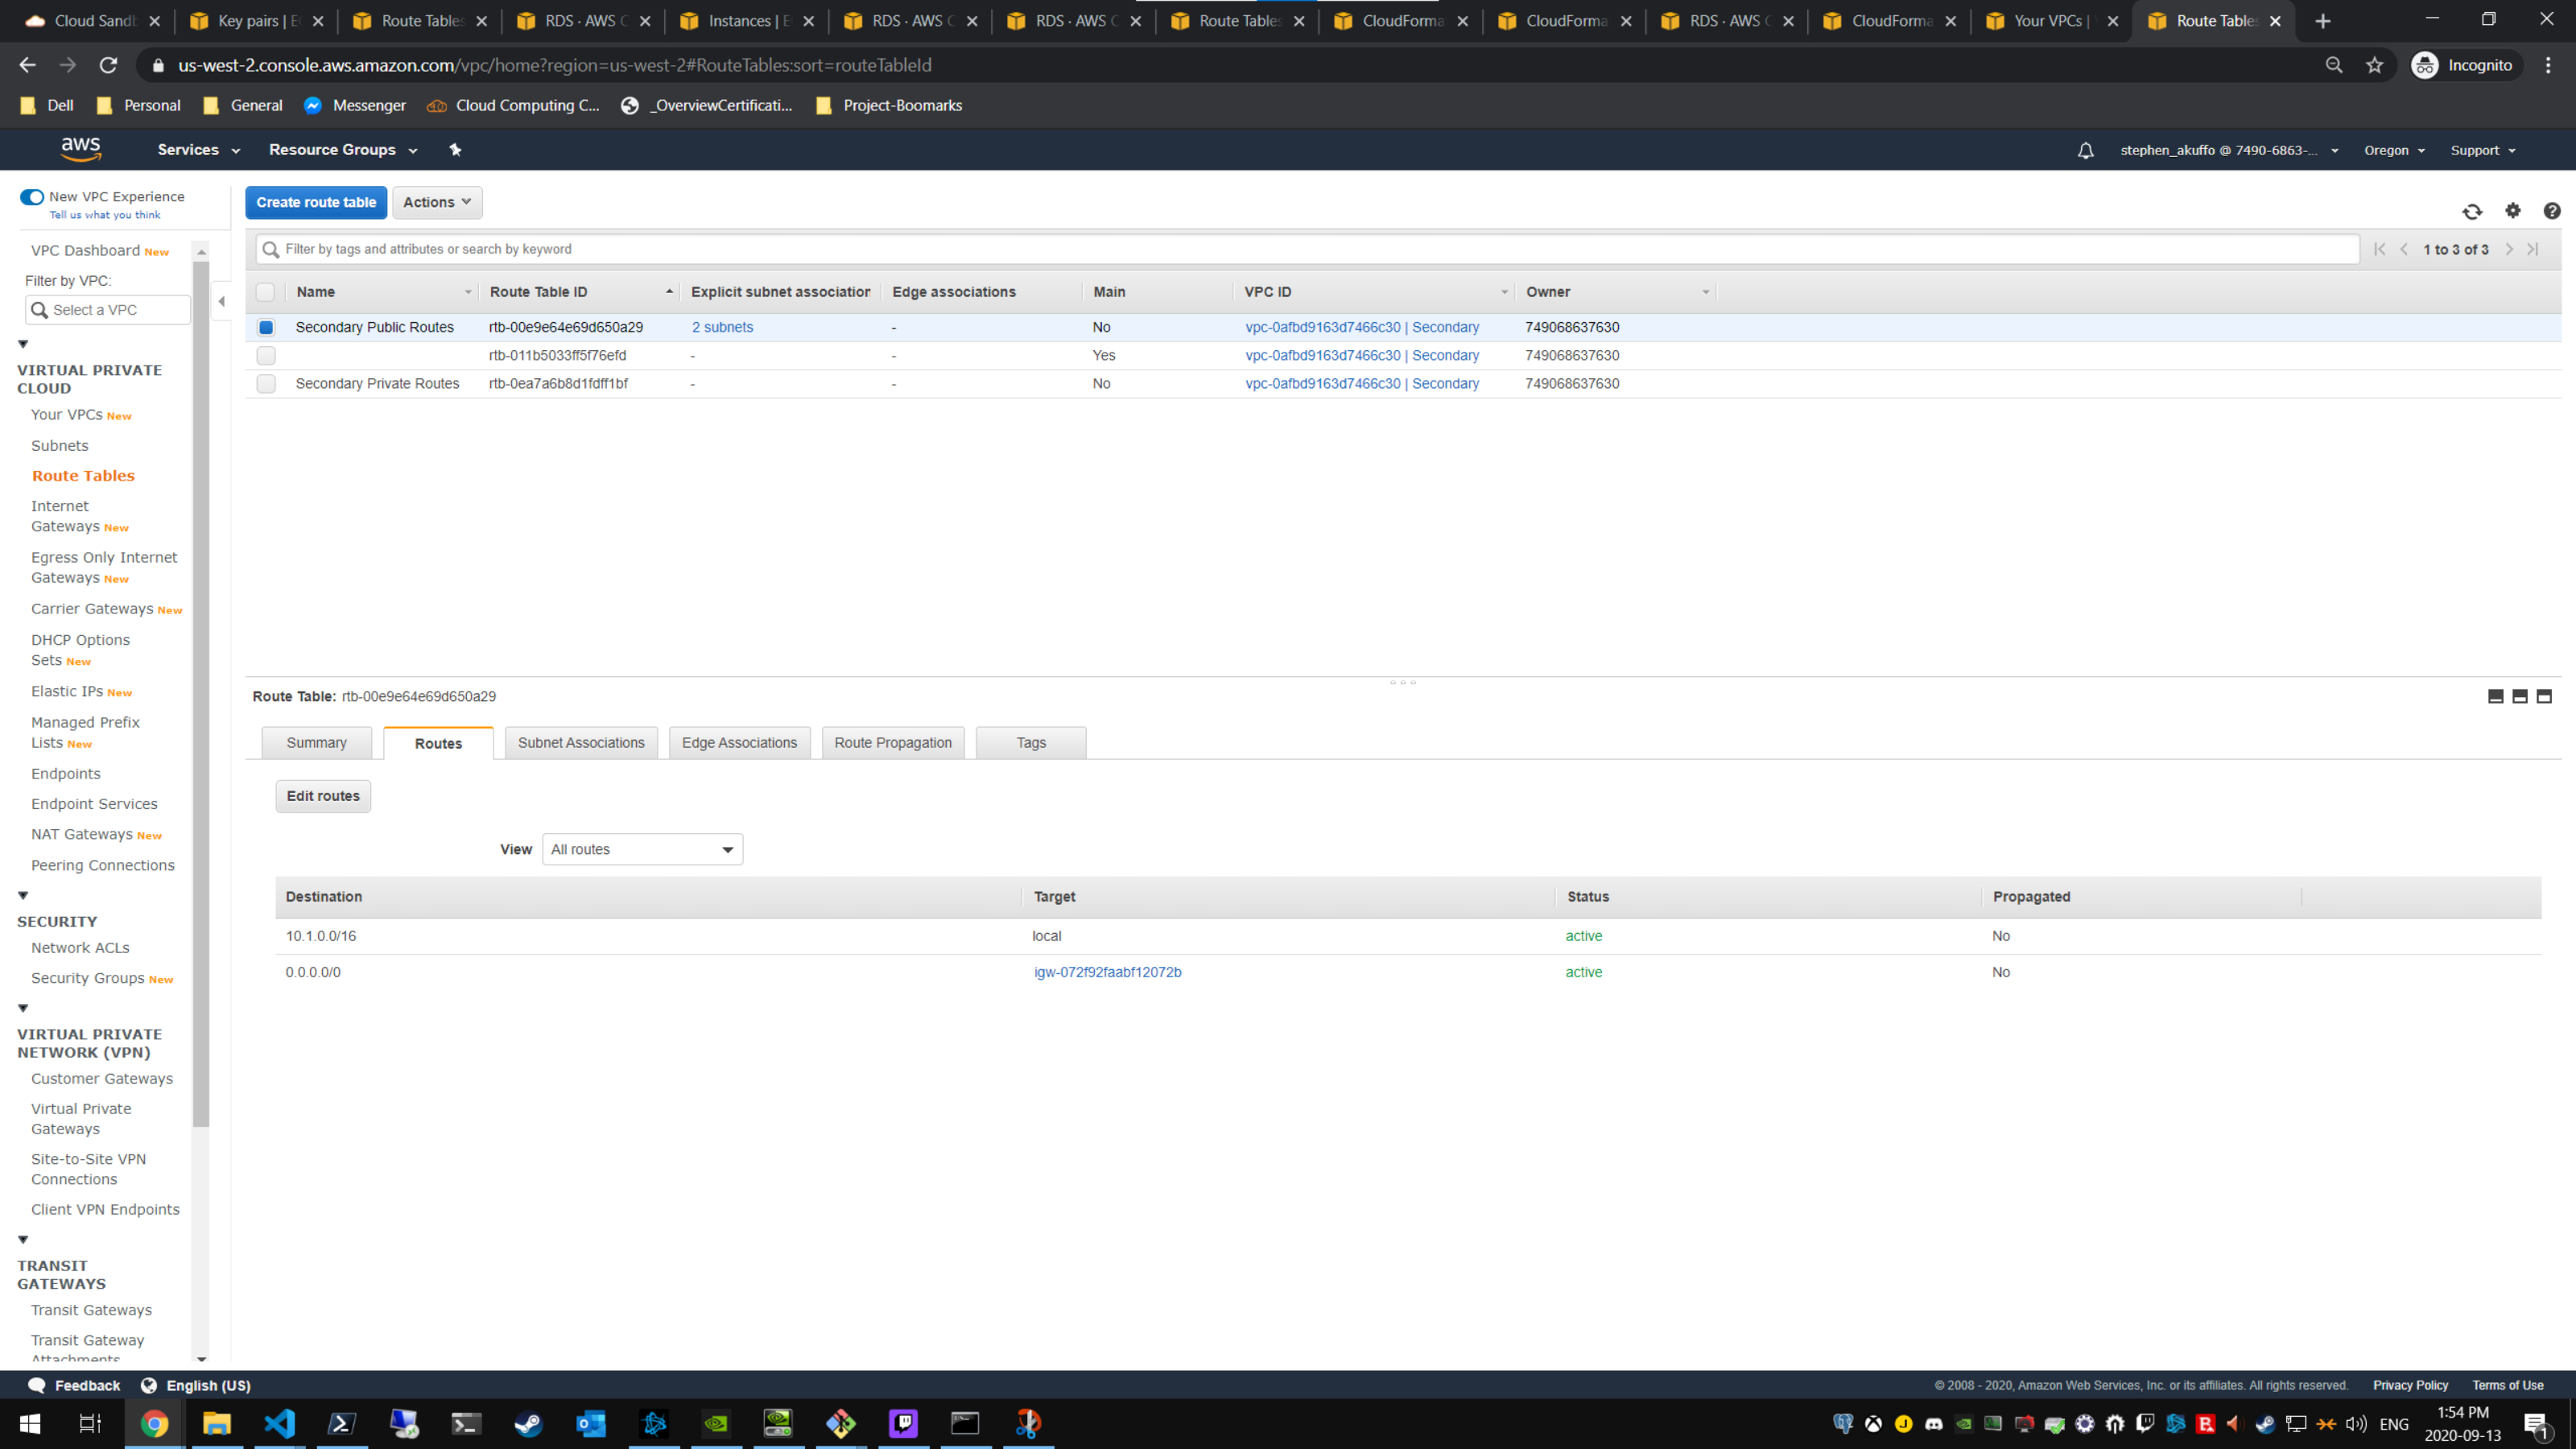 Cloud Sandb
Key pairs | E
Route Tables
RDS · AWS C
Instances | E
RDS · AWS C
RDS · AWS C
Route Tables
CloudForma
CloudForma
RDS · AWS C
CloudForma
Your VPCs |
Route Tables
us-west-2.console.aws.amazon.com/vpc/home?region=us-west-2#RouteTables:sort=routeTableId
Incognito
Dell
Personal
General
Messenger
Cloud Computing C...
_OverviewCertificati...
Project-Boomarks
aws
Services
Resource Groups
stephen_akuffo @ 7490-6863-...
Oregon
Support
New VPC Experience
Tell us what you think
VPC Dashboard New
Filter by VPC:
Select a VPC
VIRTUAL PRIVATE
CLOUD
Your VPCs New
Subnets
Route Tables
Internet
Gateways New
Egress Only Internet
Gateways New
Carrier Gateways New
DHCP Options
Sets New
Elastic IPs New
Managed Prefix
Lists New
Endpoints
Endpoint Services
NAT Gateways New
Peering Connections
SECURITY
Network ACLs
Security Groups New
VIRTUAL PRIVATE
NETWORK (VPN)
Customer Gateways
Virtual Private
Gateways
Site-to-Site VPN
Connections
Client VPN Endpoints
TRANSIT
GATEWAYS
Transit Gateways
Transit Gateway
Attachments
Create route table
Actions
Filter by tags and attributes or search by keyword
1 to 3 of 3
Name Route Table ID Explicit subnet association Edge associations Main VPC ID Owner
Secondary Public Routes rtb-00e9e64e69d650a29 2 subnets - No vpc-0afbd9163d7466c30 | Secondary 749068637630
rtb-011b5033ff5f76efd - - Yes vpc-0afbd9163d7466c30 | Secondary 749068637630
Secondary Private Routes rtb-0ea7a6b8d1fdff1bf - - No vpc-0afbd9163d7466c30 | Secondary 749068637630
Route Table: rtb-00e9e64e69d650a29
Summary
Routes
Subnet Associations
Edge Associations
Route Propagation
Tags
Edit routes
View All routes
Destination Target Status Propagated
10.1.0.0/16 local active No
0.0.0.0/0 igw-072f92faabf12072b active No
Feedback
English (US)
© 2008 - 2020, Amazon Web Services, Inc. or its affiliates. All rights reserved.
Privacy Policy
Terms of Use
ENG
1:54 PM
2020-09-13
1